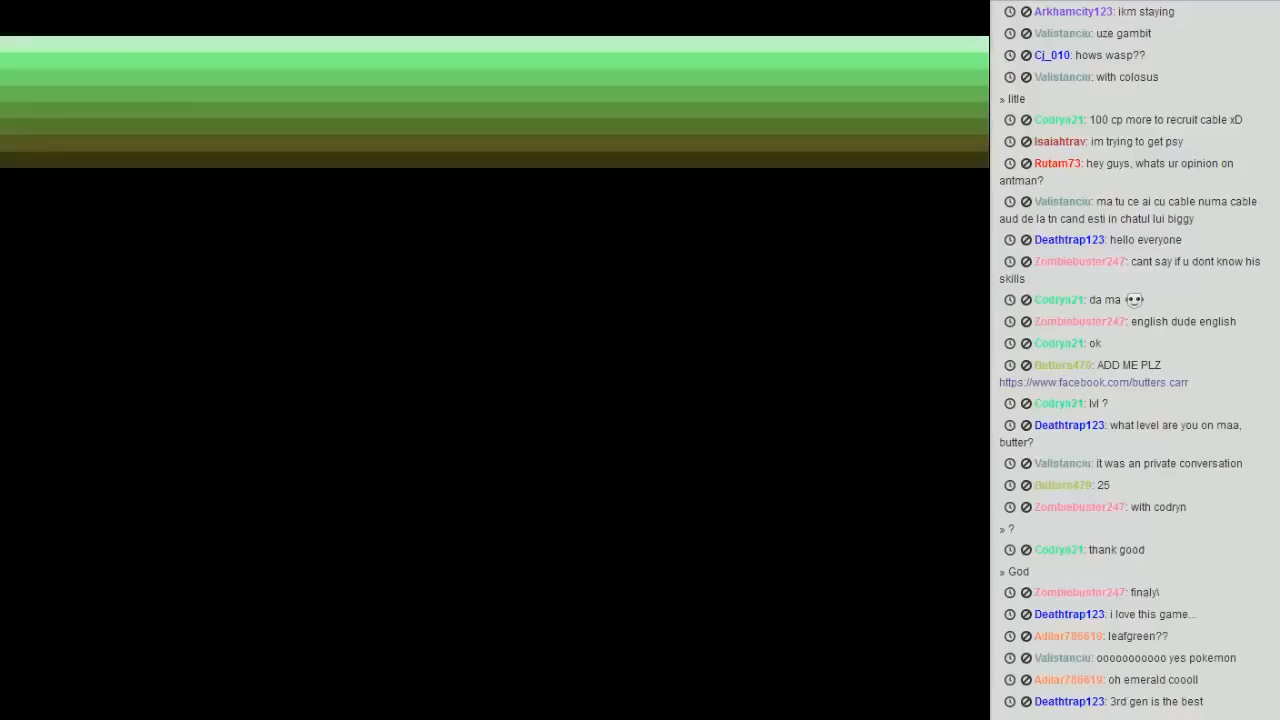 Arkhamcity123: ikm staying
Valistanciu: uze gambit
Cj_010: hows wasp??
Valistanciu: with colosus
» litle
Codryn21: 100 cp more to recruit cable xD
Isaiahtrav: im trying to get psy
Rutam73: hey guys, whats ur opinion on
antman?
Valistanciu: ma tu ce ai cu cable numa cable
aud de la tn cand esti in chatul lui biggy
Deathtrap123: hello everyone
Zombiebuster247: cant say if u dont know his
skills
Codryn21: da ma
Zombiebuster247: english dude english
Codryn21: ok
Butters479: ADD ME PLZ
https://www.facebook.com/butters.carr
Codryn21: lvl ?
Deathtrap123: what level are you on maa,
butter?
Valistanciu: it was an private conversation
Butters479: 25
Zombiebuster247: with codryn
» ?
Codryn21: thank good
» God
Zombiebuster247: finaly\
Deathtrap123: i love this game...
Adilar786619: leafgreen??
Valistanciu: ooooooooooo yes pokemon
Adilar786619: oh emerald coooll
Deathtrap123: 3rd gen is the best